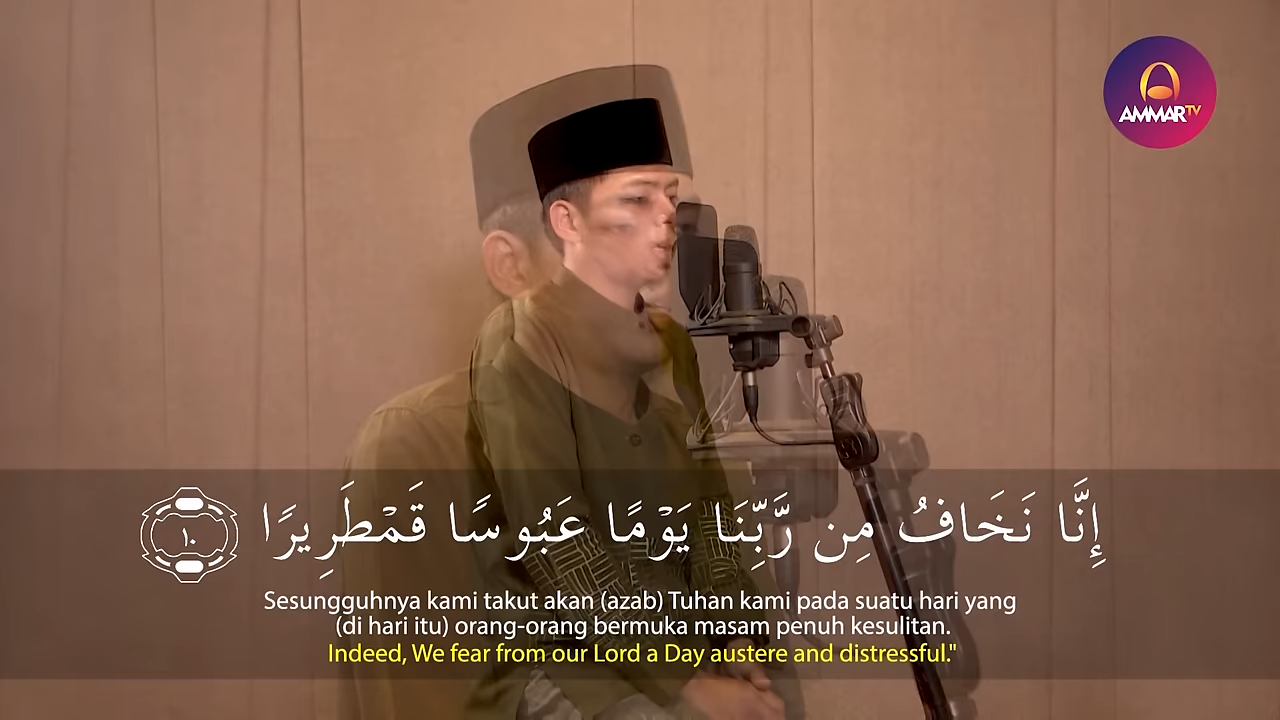 AMMARTV
إِنَّا نَخَافُ مِن رَّبِّنَا يَوْمًا عَبُوسًا قَمْطَرِيرًا ١٠
Sesungguhnya kami takut akan (azab) Tuhan kami pada suatu hari yang
(di hari itu) orang-orang bermuka masam penuh kesulitan.
Indeed, We fear from our Lord a Day austere and distressful."